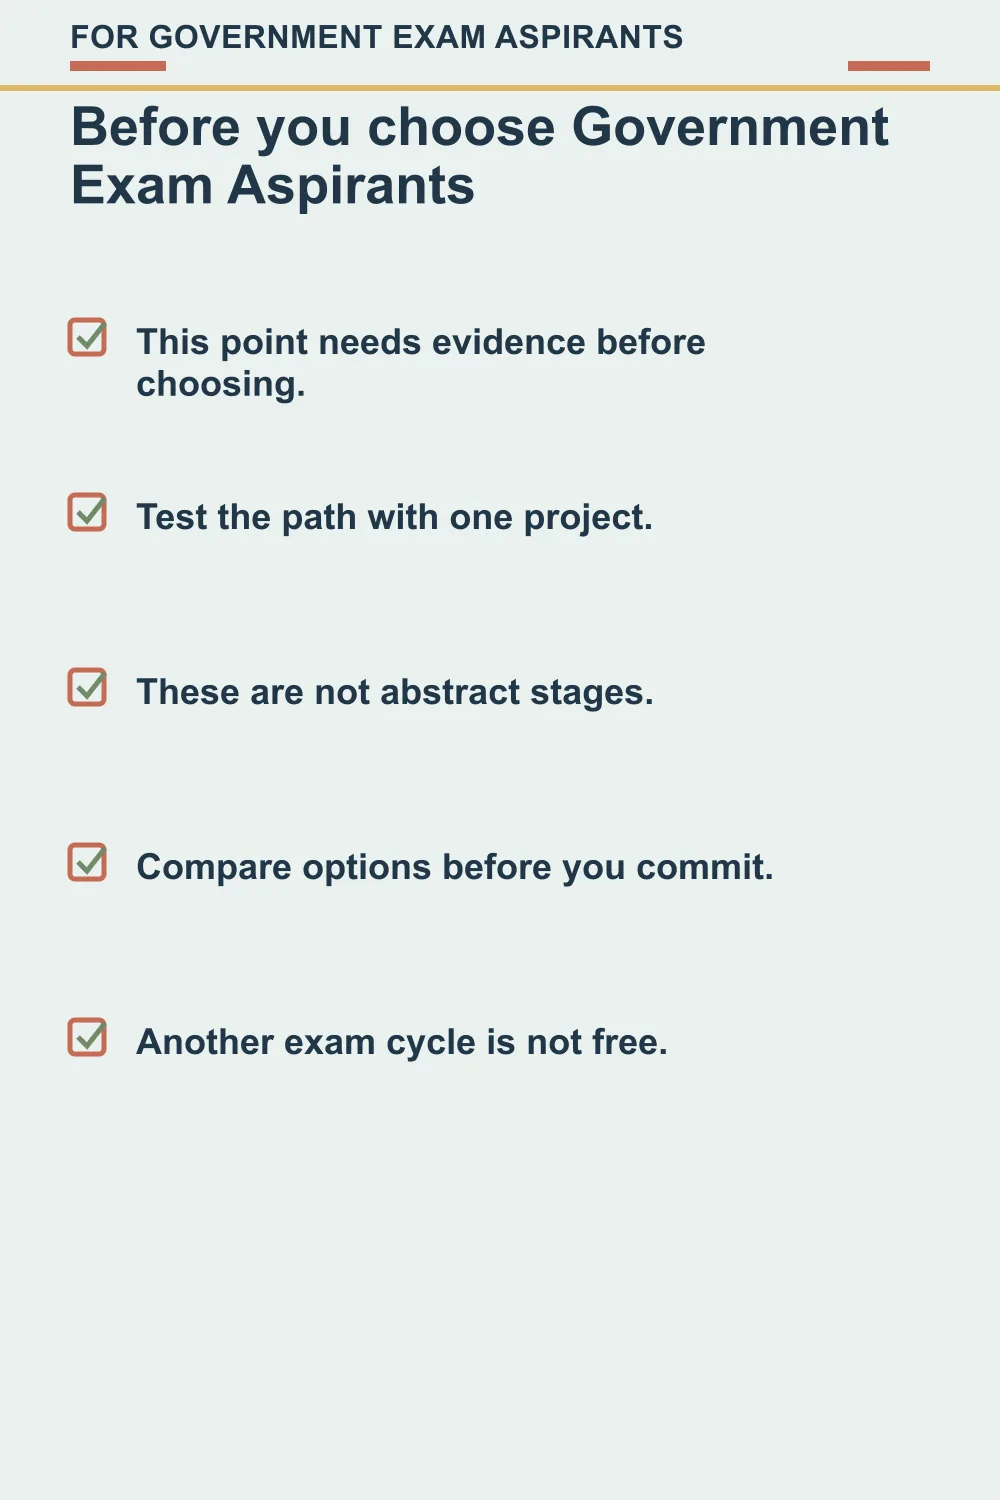 FOR GOVERNMENT EXAM ASPIRANTS
Before you choose Government
Exam Aspirants
This point needs evidence before
choosing.
Test the path with one project.
These are not abstract stages.
Compare options before you commit.
Another exam cycle is not free.